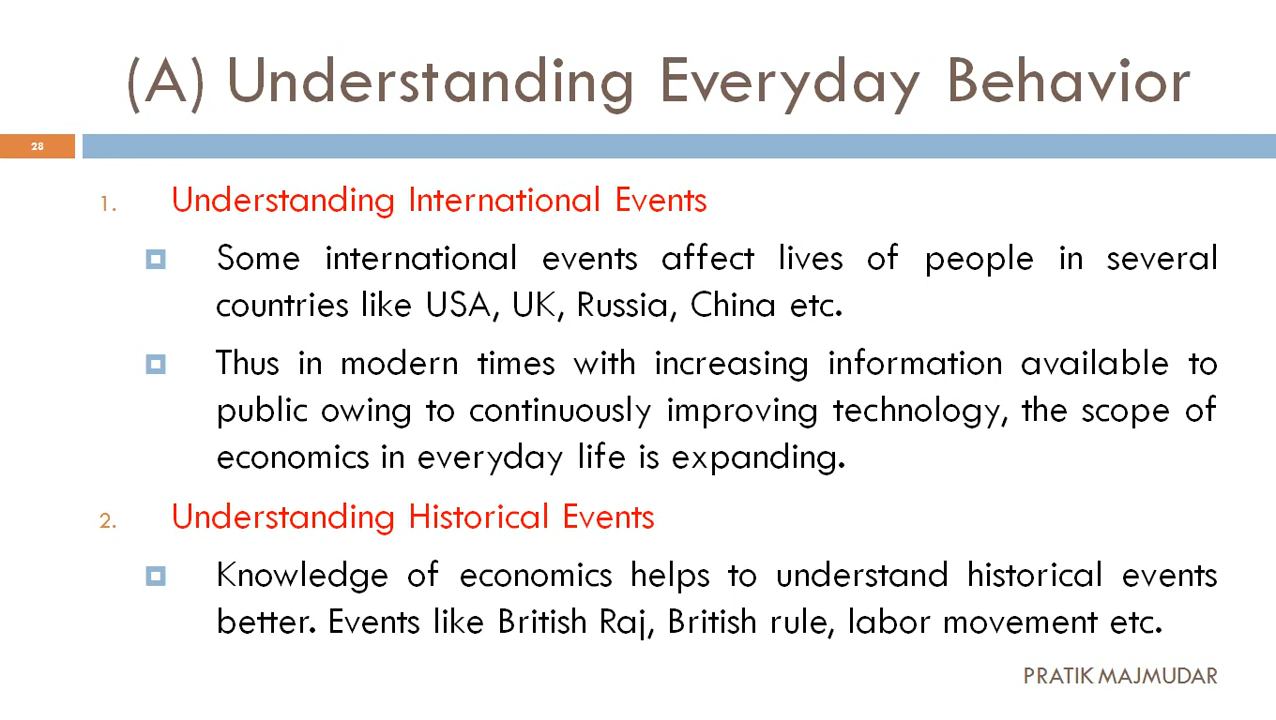 (A) Understanding Everyday Behavior
28
1. Understanding International Events
Some international events affect lives of people in several
countries like USA, UK, Russia, China etc.
Thus in modern times with increasing information available to
public owing to continuously improving technology, the scope of
economics in everyday life is expanding.
2. Understanding Historical Events
Knowledge of economics helps to understand historical events
better. Events like British Raj, British rule, labor movement etc.
PRATIK MAJMUDAR